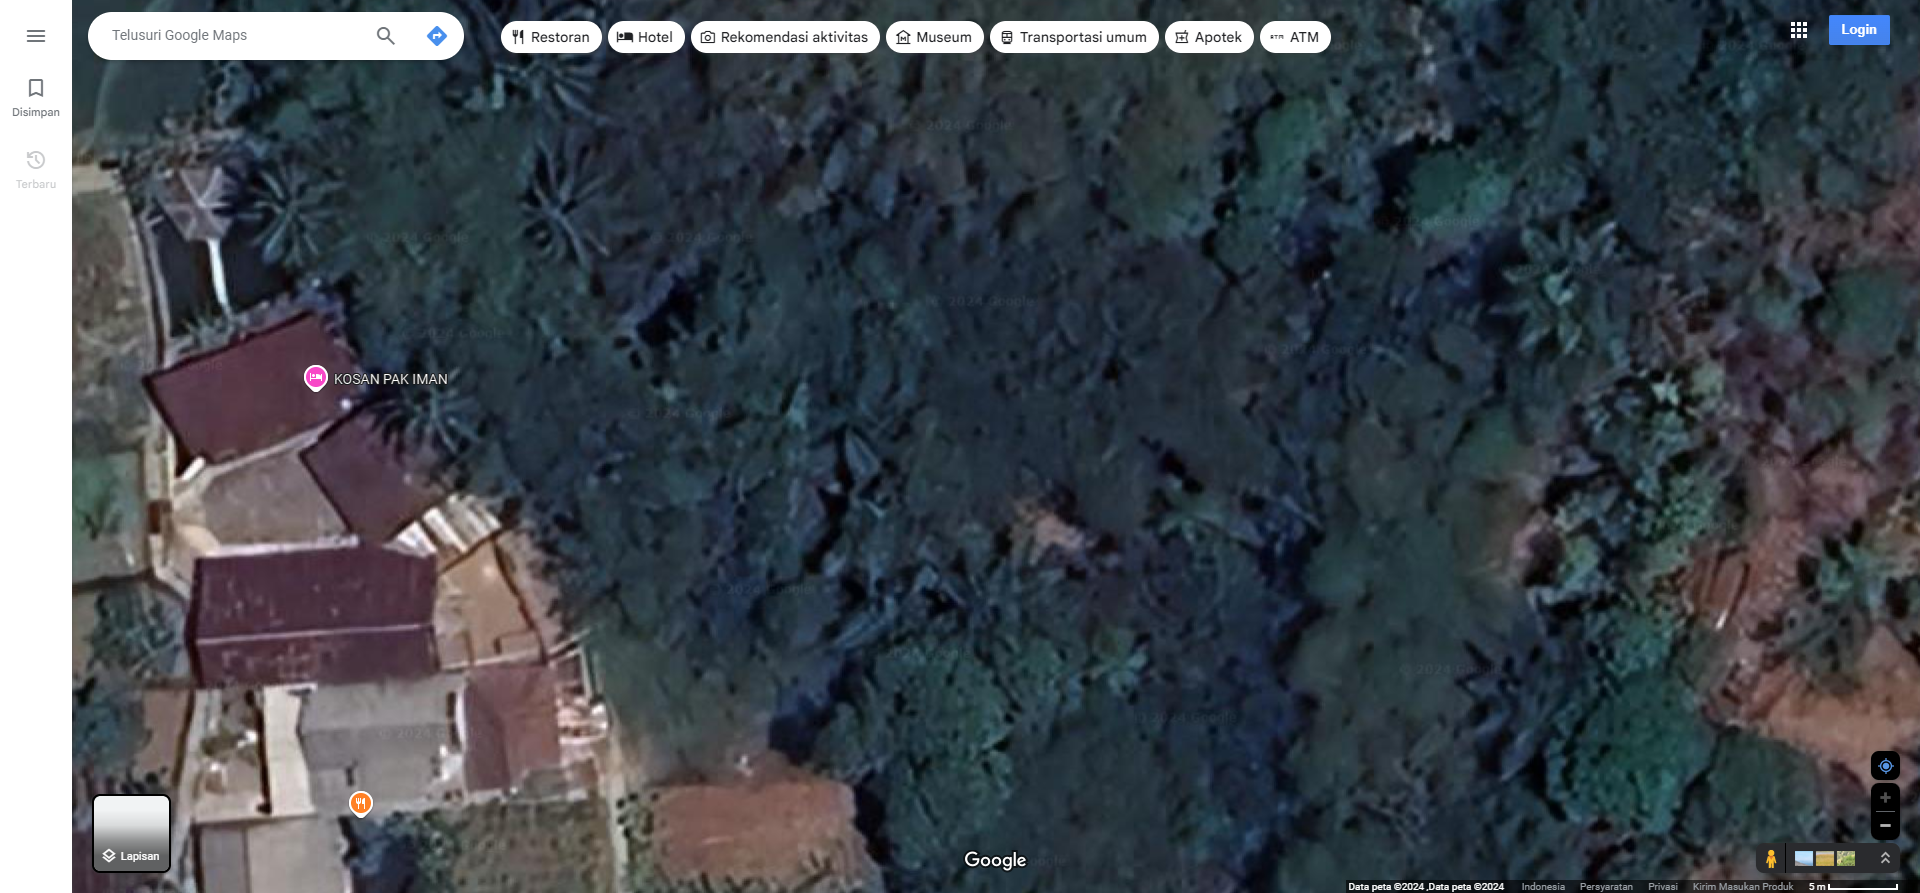 Telusuri Google Maps
Restoran
Hotel
Rekomendasi aktivitas
Museum
Transportasi umum
Apotek
ATM
Login
Disimpan
Terbaru
KOSAN PAK IMAN
Lapisan
Google
Data peta ©2024 ,Data peta ©2024 Indonesia Persyaratan Privasi Kirim Masukan Produk 5 m